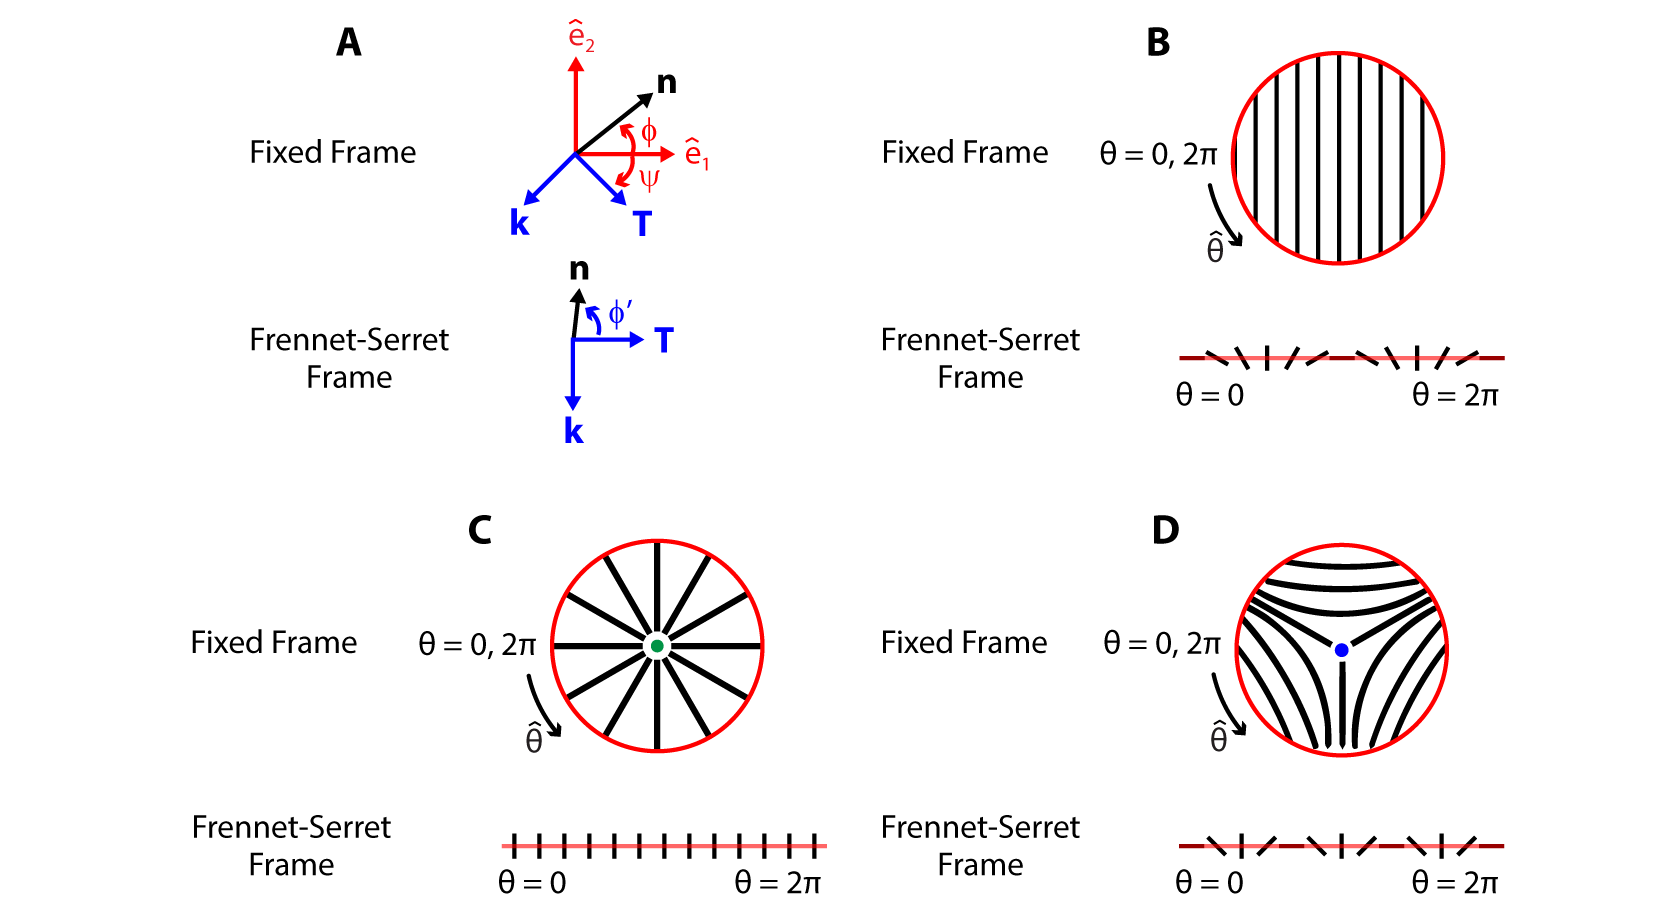 A
ê₂
n
Fixed Frame
ϕ
ê₁
ψ
k
T
n
ϕ′
Frennet-Serret
Frame
T
k
B
Fixed Frame
θ = 0, 2π
θ̂
Frennet-Serret
Frame
θ = 0
θ = 2π
C
Fixed Frame
θ = 0, 2π
θ̂
Frennet-Serret
Frame
θ = 0
θ = 2π
D
Fixed Frame
θ = 0, 2π
θ̂
Frennet-Serret
Frame
θ = 0
θ = 2π